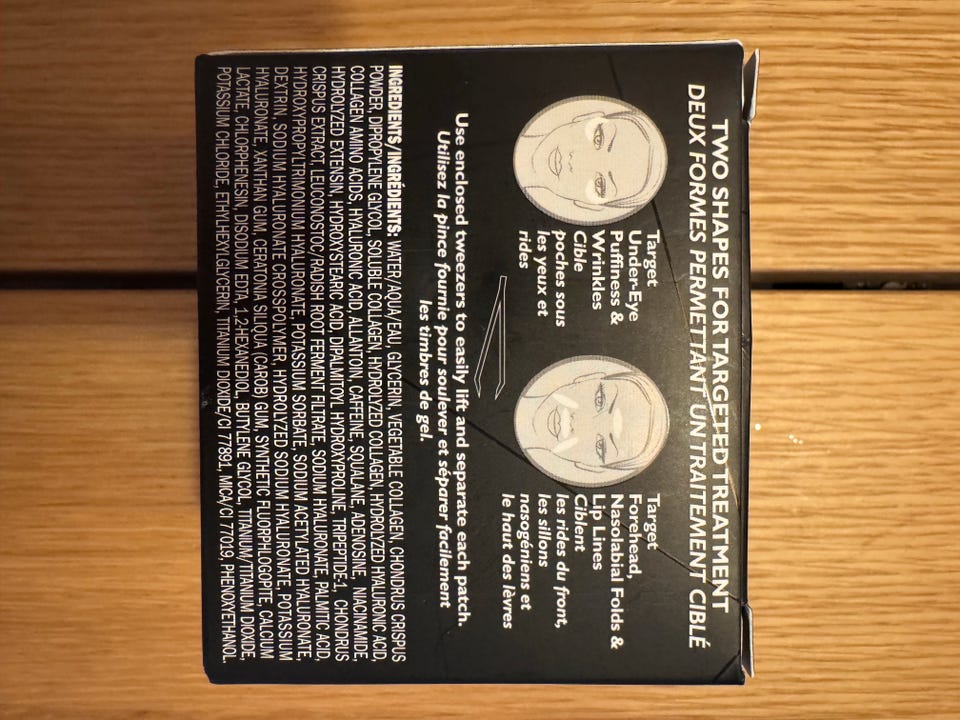 TWO SHAPES FOR TARGETED TREATMENT
DEUX FORMES PERMETTANT UN TRAITEMENT CIBLÉ
Target
Under-Eye
Puffiness &
Wrinkles
Cible
poches sous
les yeux et
rides
Target
Forehead,
Nasolabial Folds &
Lip Lines
Ciblent
les rides du front,
les sillons
nasogéniens et
le haut des lèvres
Use enclosed tweezers to easily lift and separate each patch.
Utilisez la pince fournie pour soulever et séparer facilement
les timbres de gel.
INGREDIENTS/INGRÉDIENTS: WATER/AQUA/EAU, GLYCERIN, VEGETABLE COLLAGEN, CHONDRUS CRISPUS
POWDER, DIPROPYLENE GLYCOL, SOLUBLE COLLAGEN, HYDROLYZED COLLAGEN, HYDROLYZED HYALURONIC ACID,
COLLAGEN AMINO ACIDS, HYALURONIC ACID, ALLANTOIN, CAFFEINE, SQUALANE, ADENOSINE, NIACINAMIDE,
HYDROLYZED EXTENSIN, HYDROXYSTEARIC ACID, DIPALMITOYL HYDROXYPROLINE, TRIPEPTIDE-1, CHONDRUS
CRISPUS EXTRACT, LEUCONOSTOC/RADISH ROOT FERMENT FILTRATE, SODIUM HYALURONATE, PALMITIC ACID,
HYDROXYPROPYLTRIMONIUM HYALURONATE, POTASSIUM SORBATE, SODIUM ACETYLATED HYALURONATE,
DEXTRIN, SODIUM HYALURONATE CROSSPOLYMER, HYDROLYZED SODIUM HYALURONATE, POTASSIUM
HYALURONATE, XANTHAN GUM, CERATONIA SILIQUA (CAROB) GUM, SYNTHETIC FLUORPHLOGOPITE, CALCIUM
LACTATE, CHLORPHENESIN, DISODIUM EDTA, 1,2-HEXANEDIOL, BUTYLENE GLYCOL, TITANIUM/TITANIUM DIOXIDE,
POTASSIUM CHLORIDE, ETHYLHEXYLGLYCERIN, TITANIUM DIOXIDE/CI 77891, MICA/CI 77019, PHENOXYETHANOL.